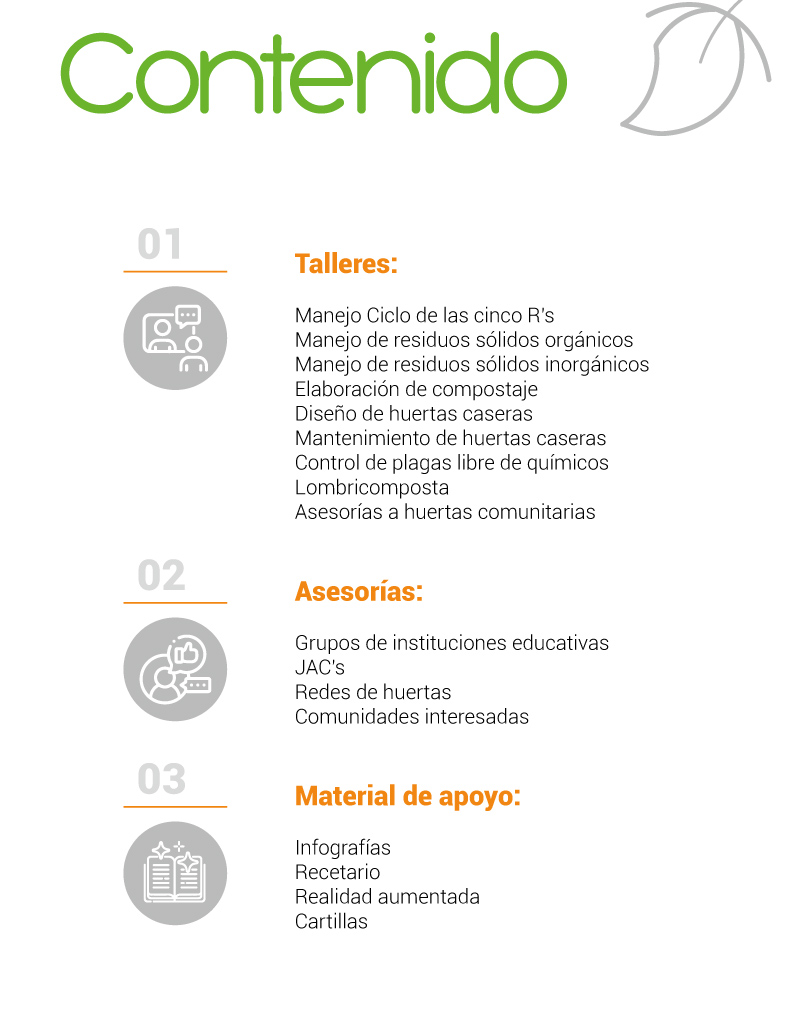 Contenido
01
Talleres:
Manejo Ciclo de las cinco R's
Manejo de residuos sólidos orgánicos
Manejo de residuos sólidos inorgánicos
Elaboración de compostaje
Diseño de huertas caseras
Mantenimiento de huertas caseras
Control de plagas libre de químicos
Lombricomposta
Asesorías a huertas comunitarias
02
Asesorías:
Grupos de instituciones educativas
JAC's
Redes de huertas
Comunidades interesadas
03
Material de apoyo:
Infografías
Recetario
Realidad aumentada
Cartillas